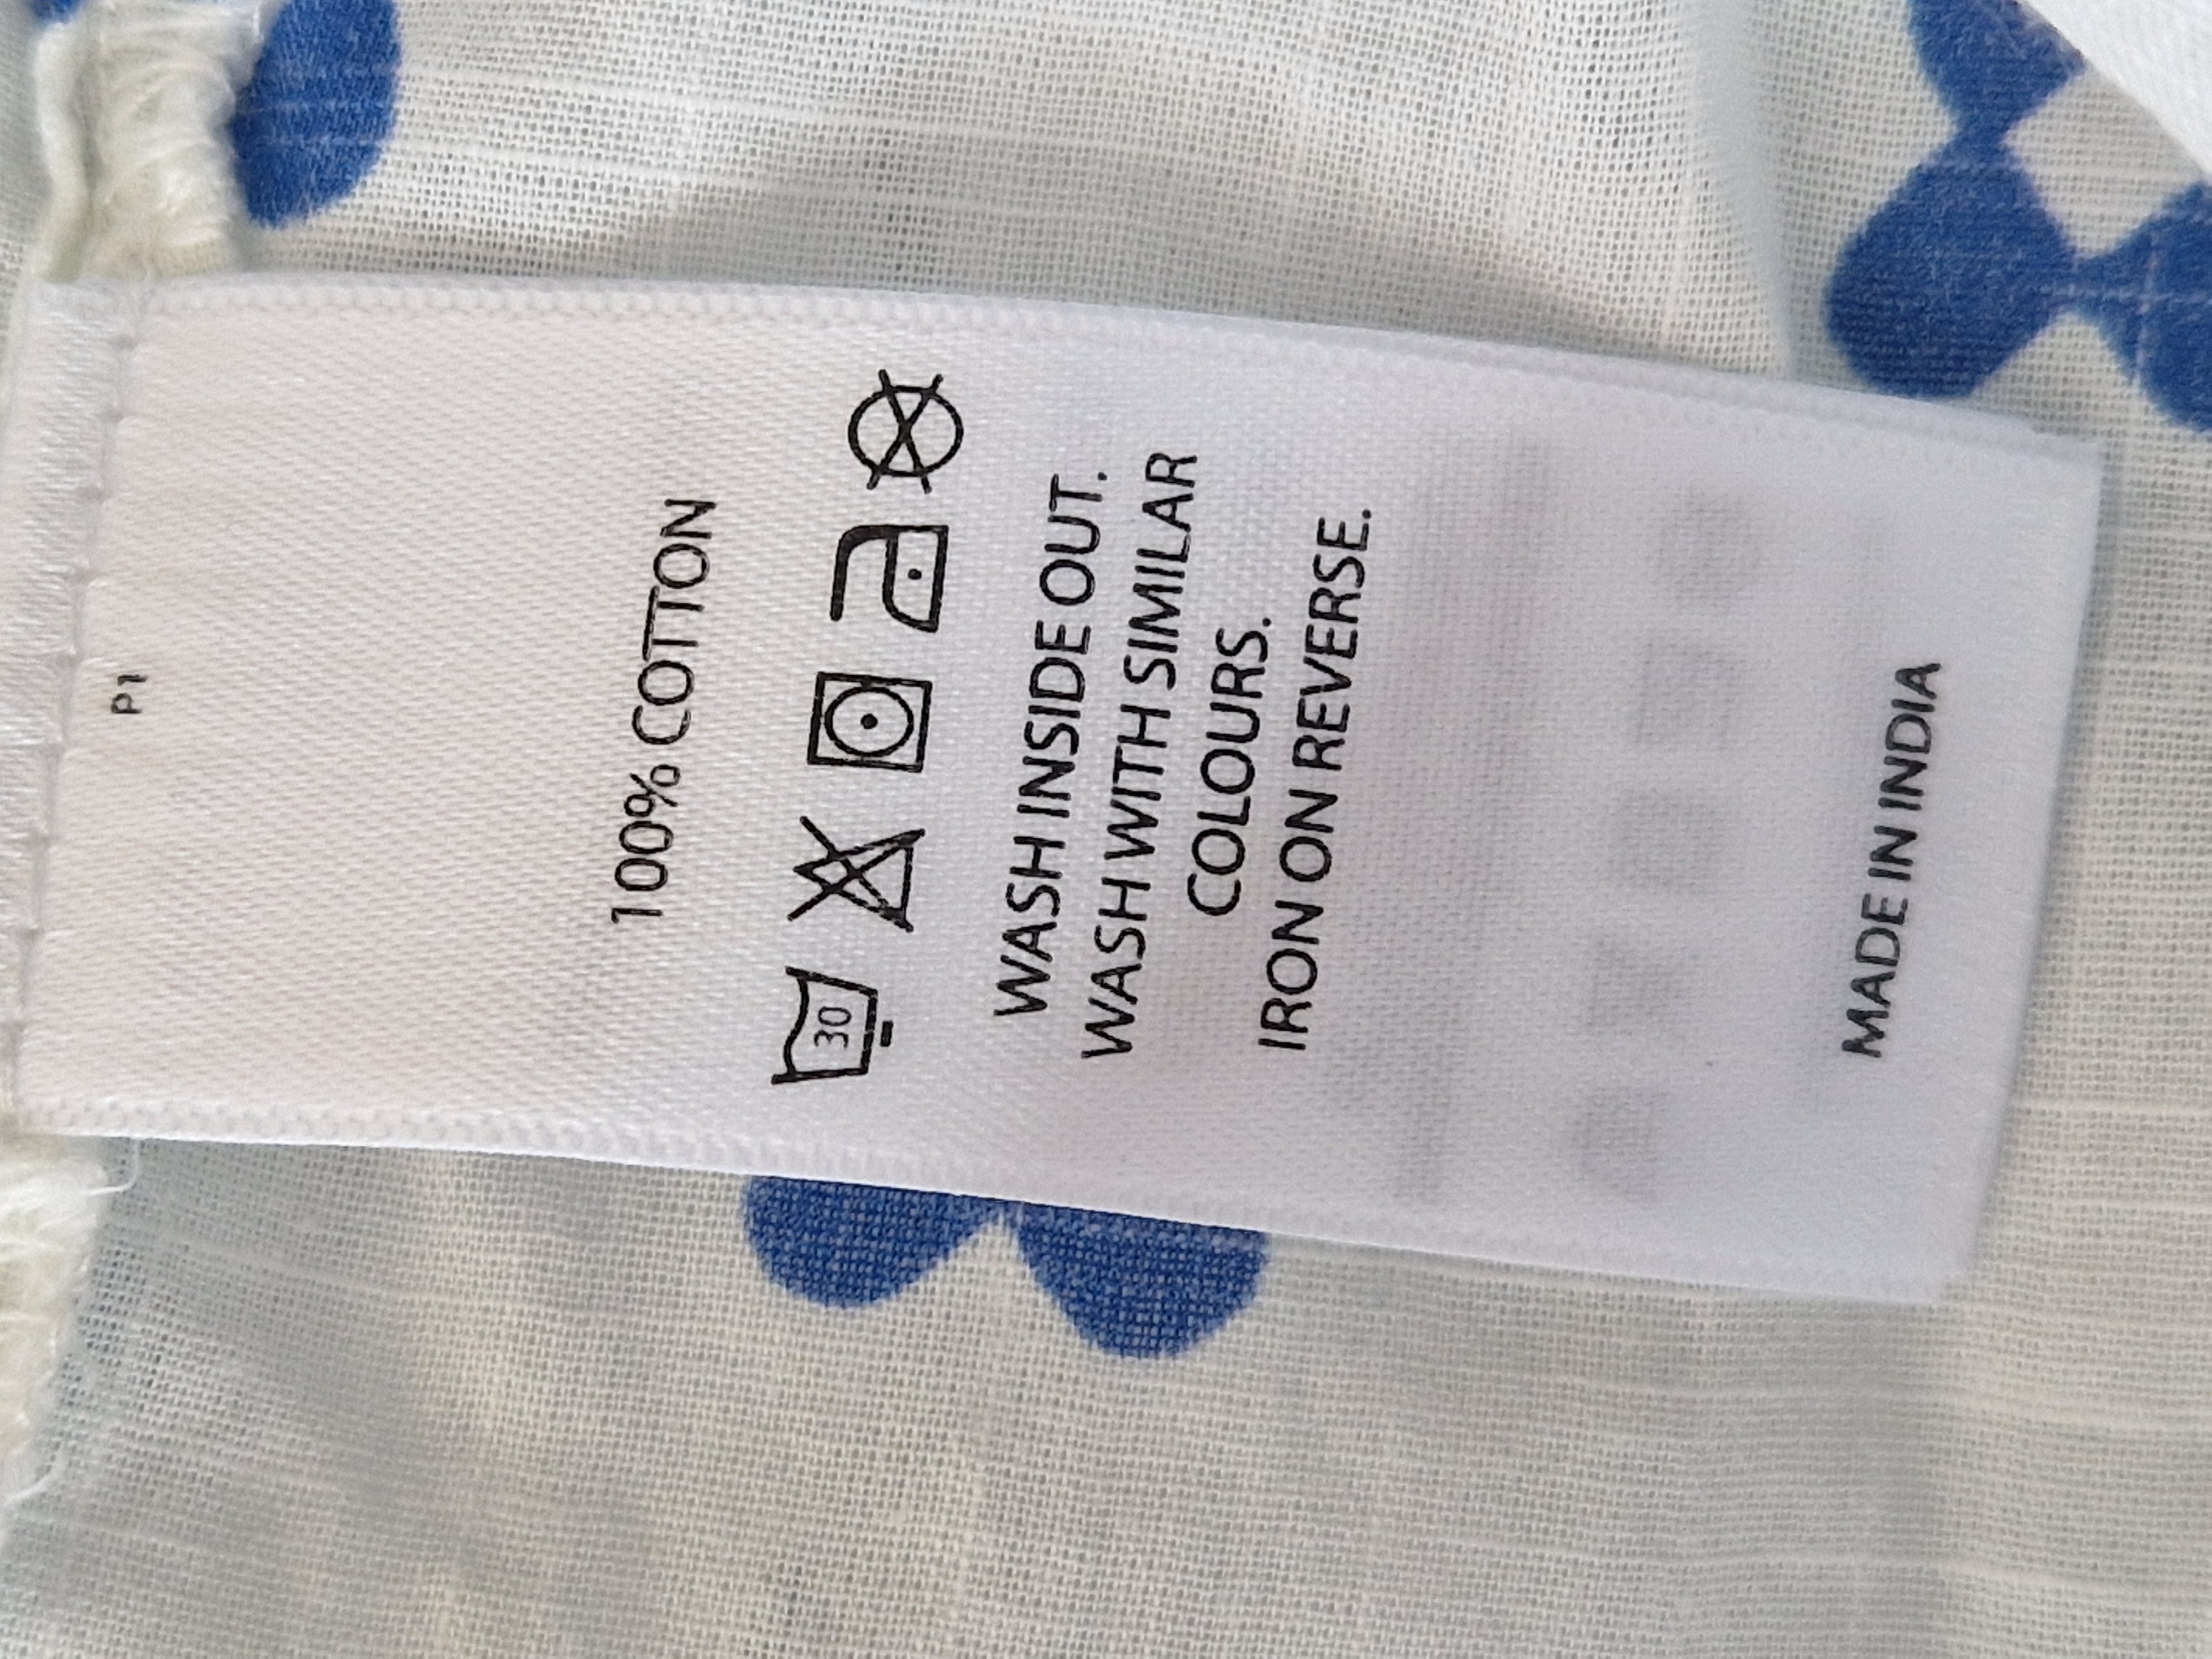 P1
100% COTTON
30
WASH INSIDE OUT.
WASH WITH SIMILAR
COLOURS.
IRON ON REVERSE.
MADE IN INDIA